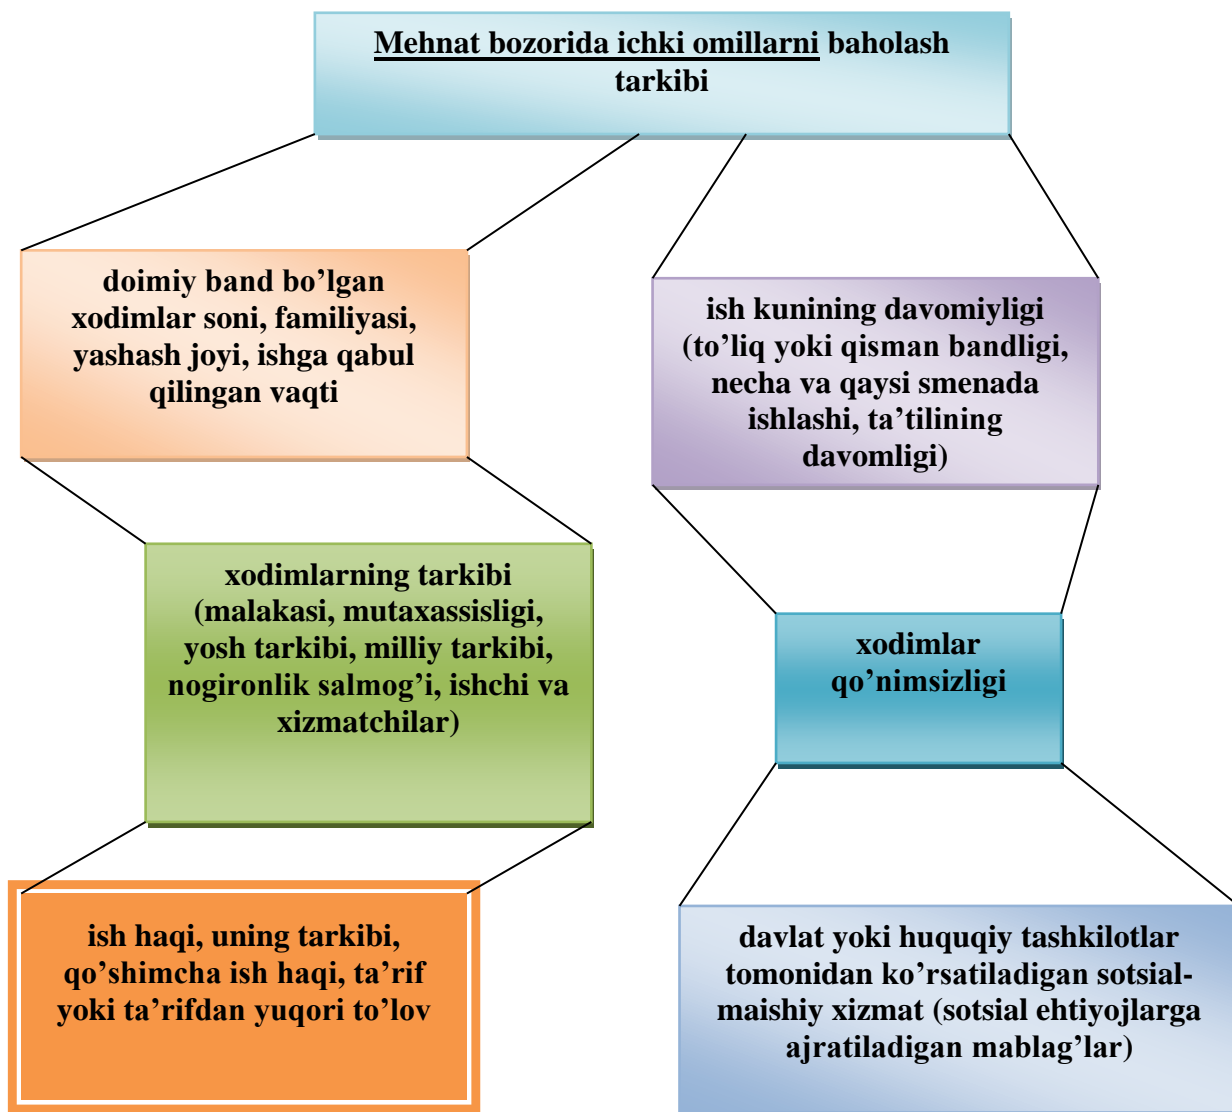 Mehnat bozorida ichki omillarni baholash
tarkibi
doimiy band bo’lgan
xodimlar soni, familiyasi,
yashash joyi, ishga qabul
qilingan vaqti
ish kunining davomiyligi
(to’liq yoki qisman bandligi,
necha va qaysi smenada
ishlashi, ta’tilining
davomligi)
xodimlarning tarkibi
(malakasi, mutaxassisligi,
yosh tarkibi, milliy tarkibi,
nogironlik salmog’i, ishchi va
xizmatchilar)
xodimlar
qo’nimsizligi
ish haqi, uning tarkibi,
qo’shimcha ish haqi, ta’rif
yoki ta’rifdan yuqori to’lov
davlat yoki huquqiy tashkilotlar
tomonidan ko’rsatiladigan sotsial-
maishiy xizmat (sotsial ehtiyojlarga
ajratiladigan mablag’lar)